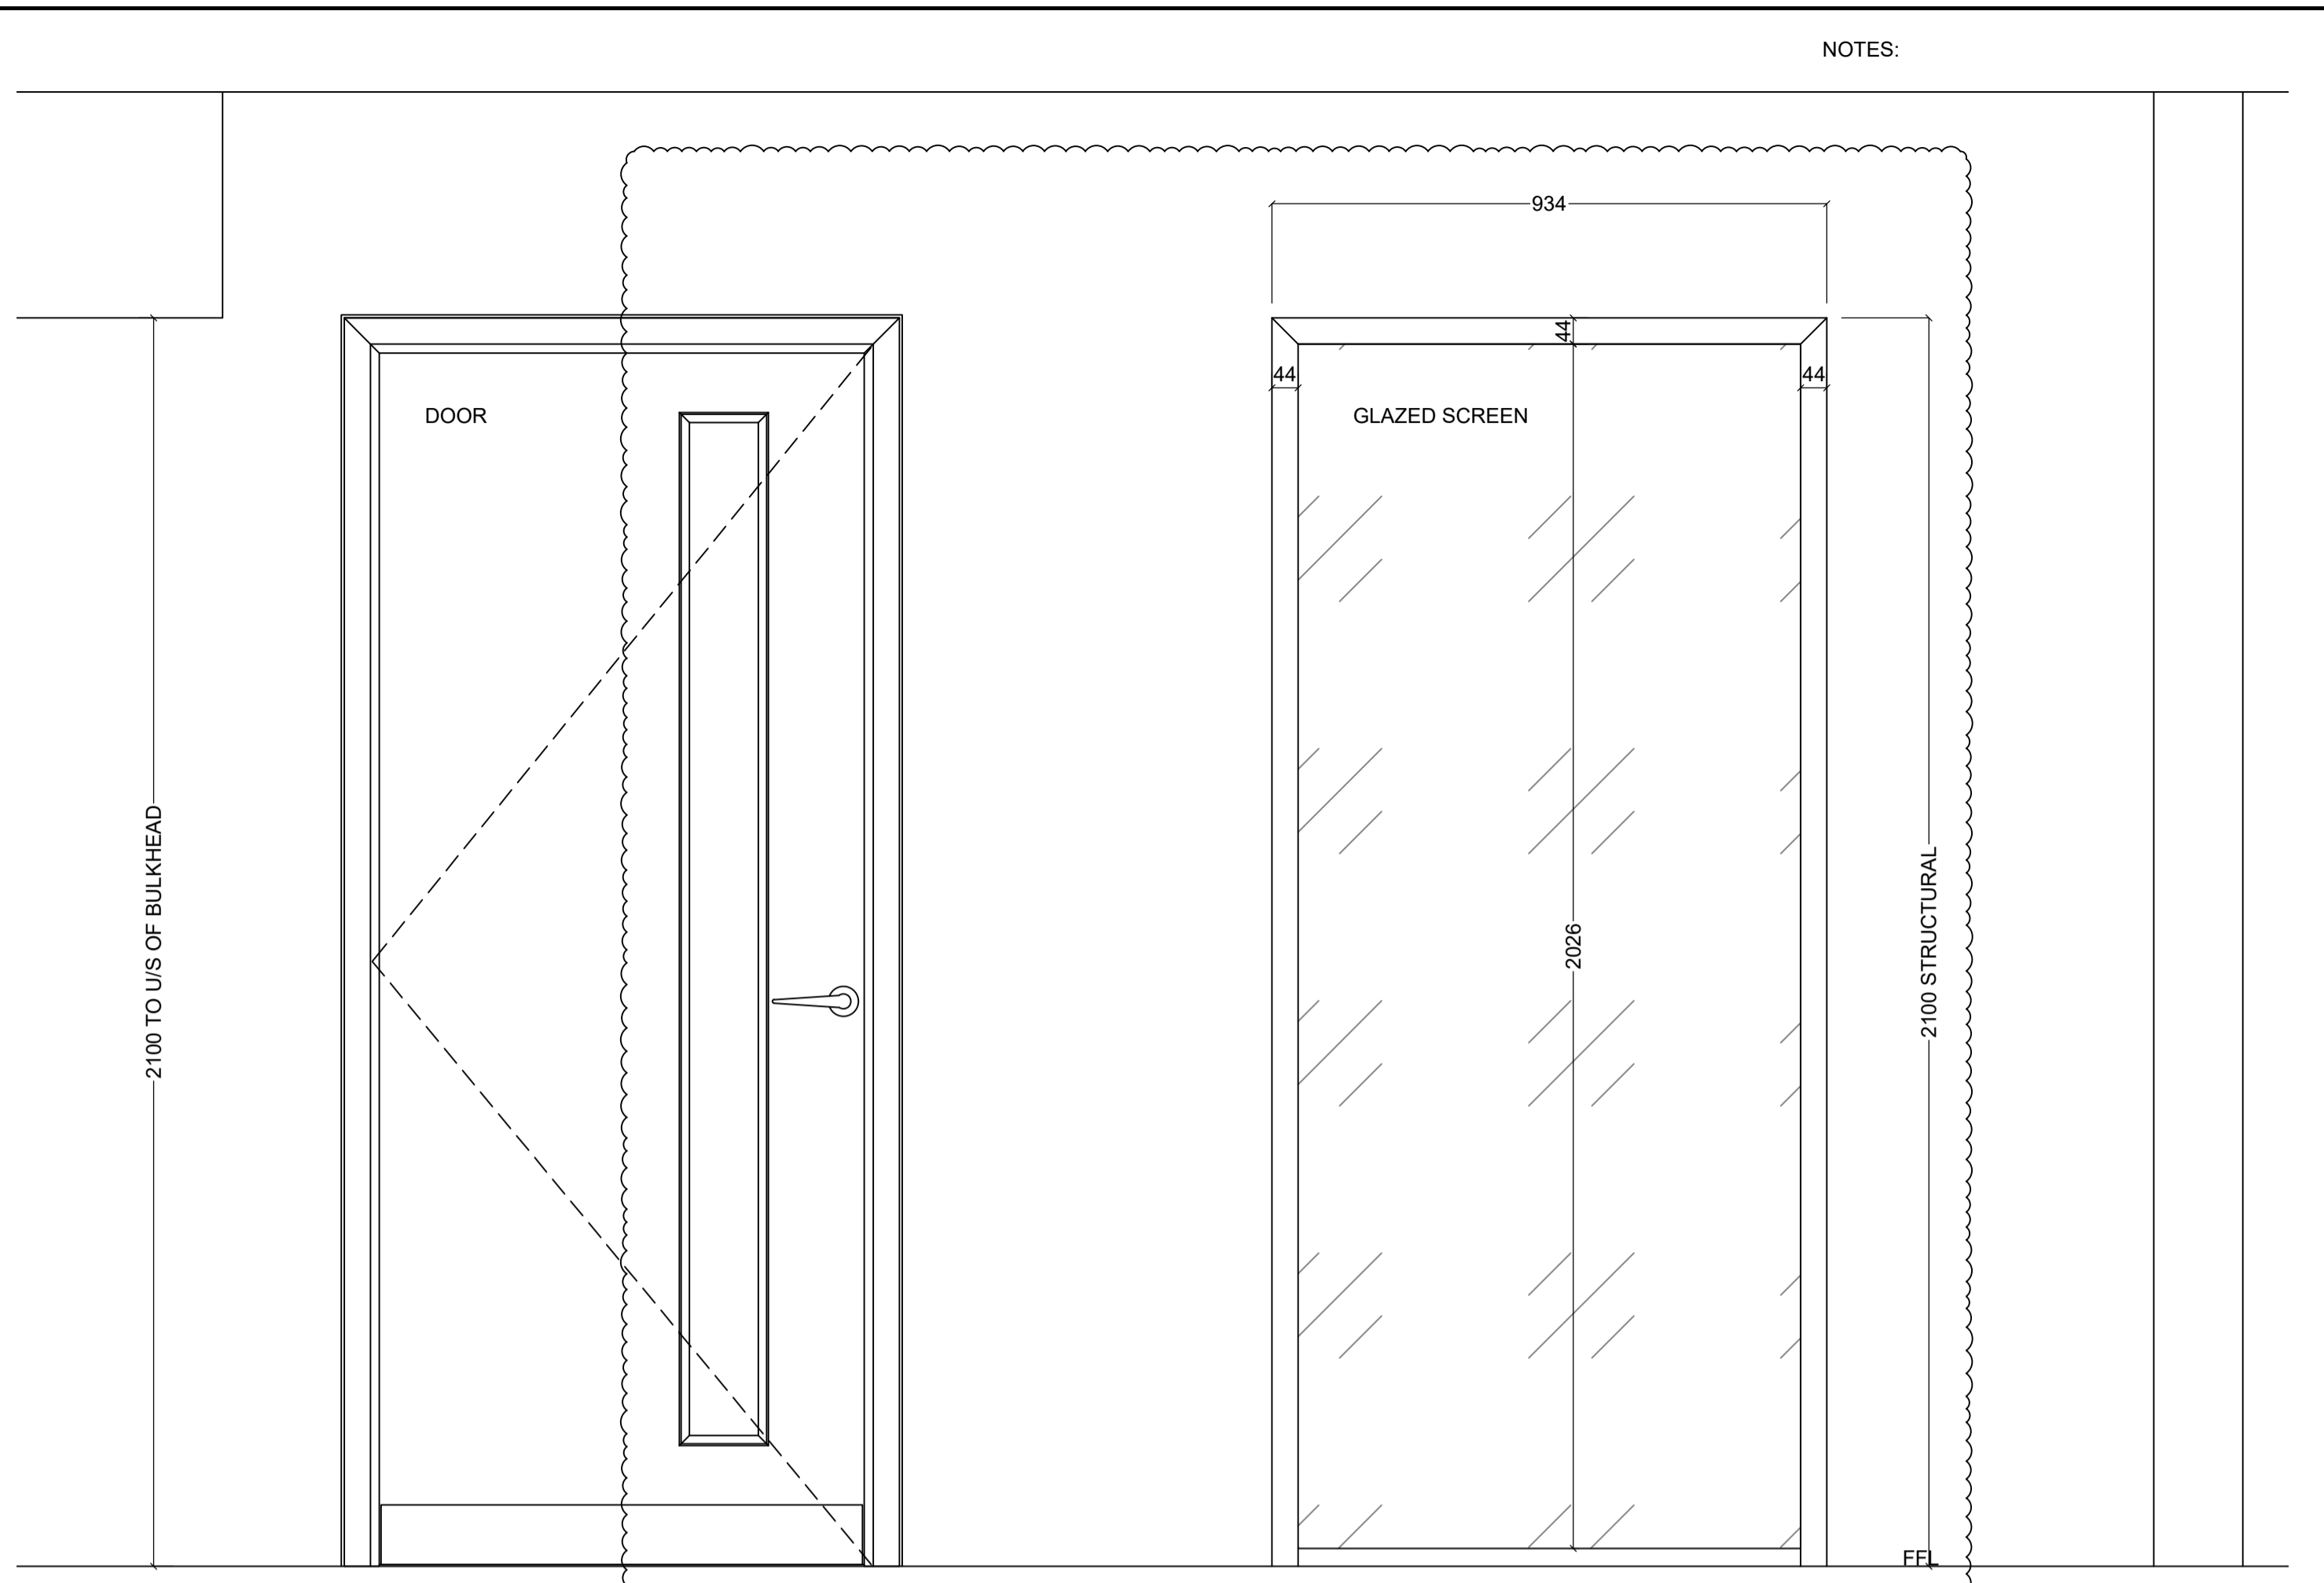 NOTES:
934
44
44
44
DOOR
GLAZED SCREEN
2100 TO U/S OF BULKHEAD
2026
2100 STRUCTURAL
FFL